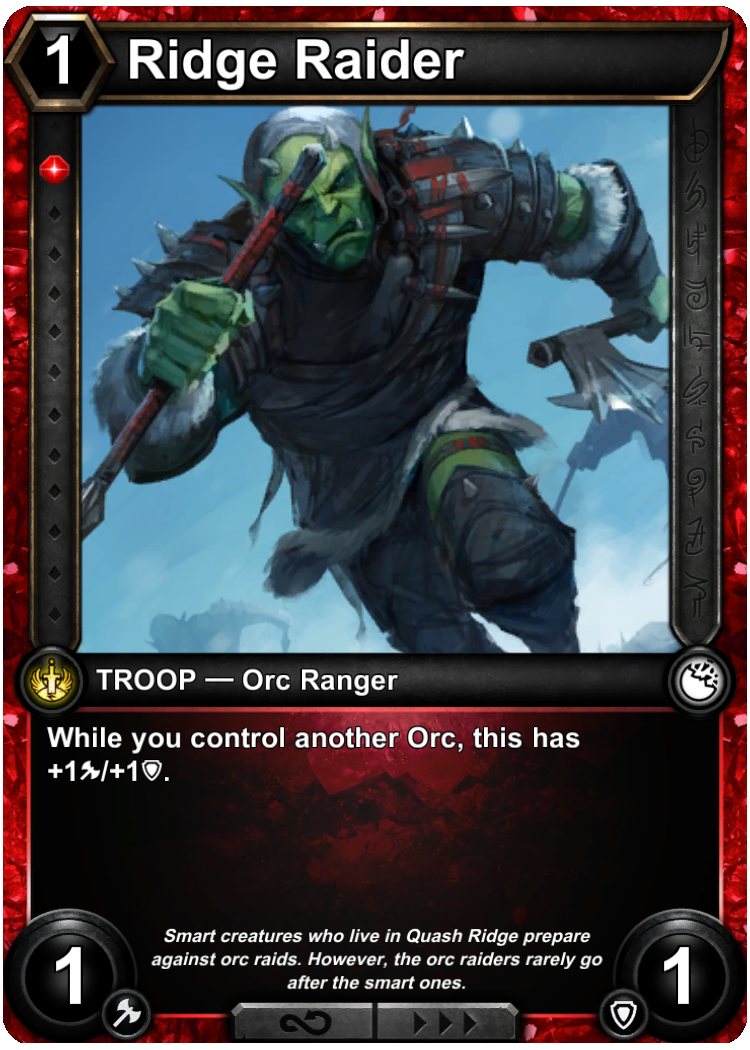 1
Ridge Raider
TROOP — Orc Ranger
While you control another Orc, this has
+1/+1.
Smart creatures who live in Quash Ridge prepare
against orc raids. However, the orc raiders rarely go
after the smart ones.
1
1